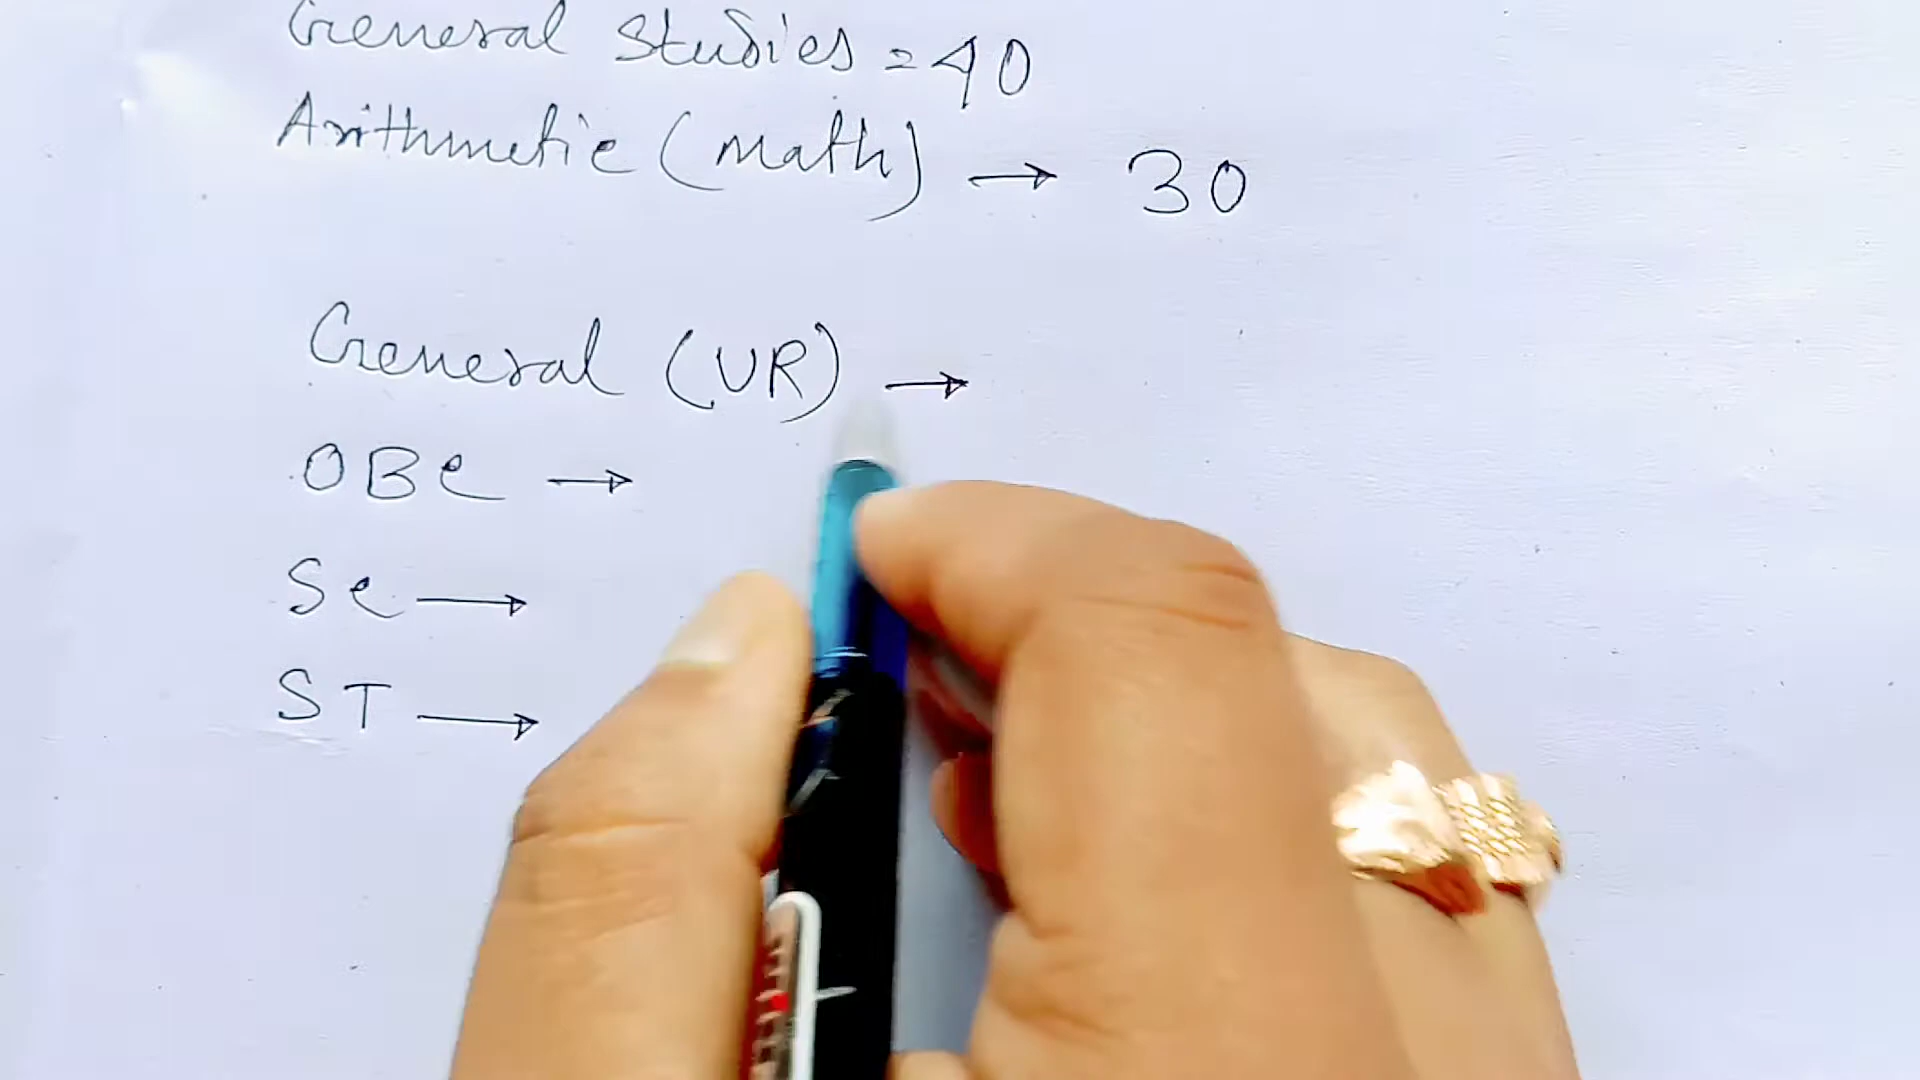 General Studies = 40
Arithmetic (Math) → 30
General (UR) →
OBC →
SC →
ST →